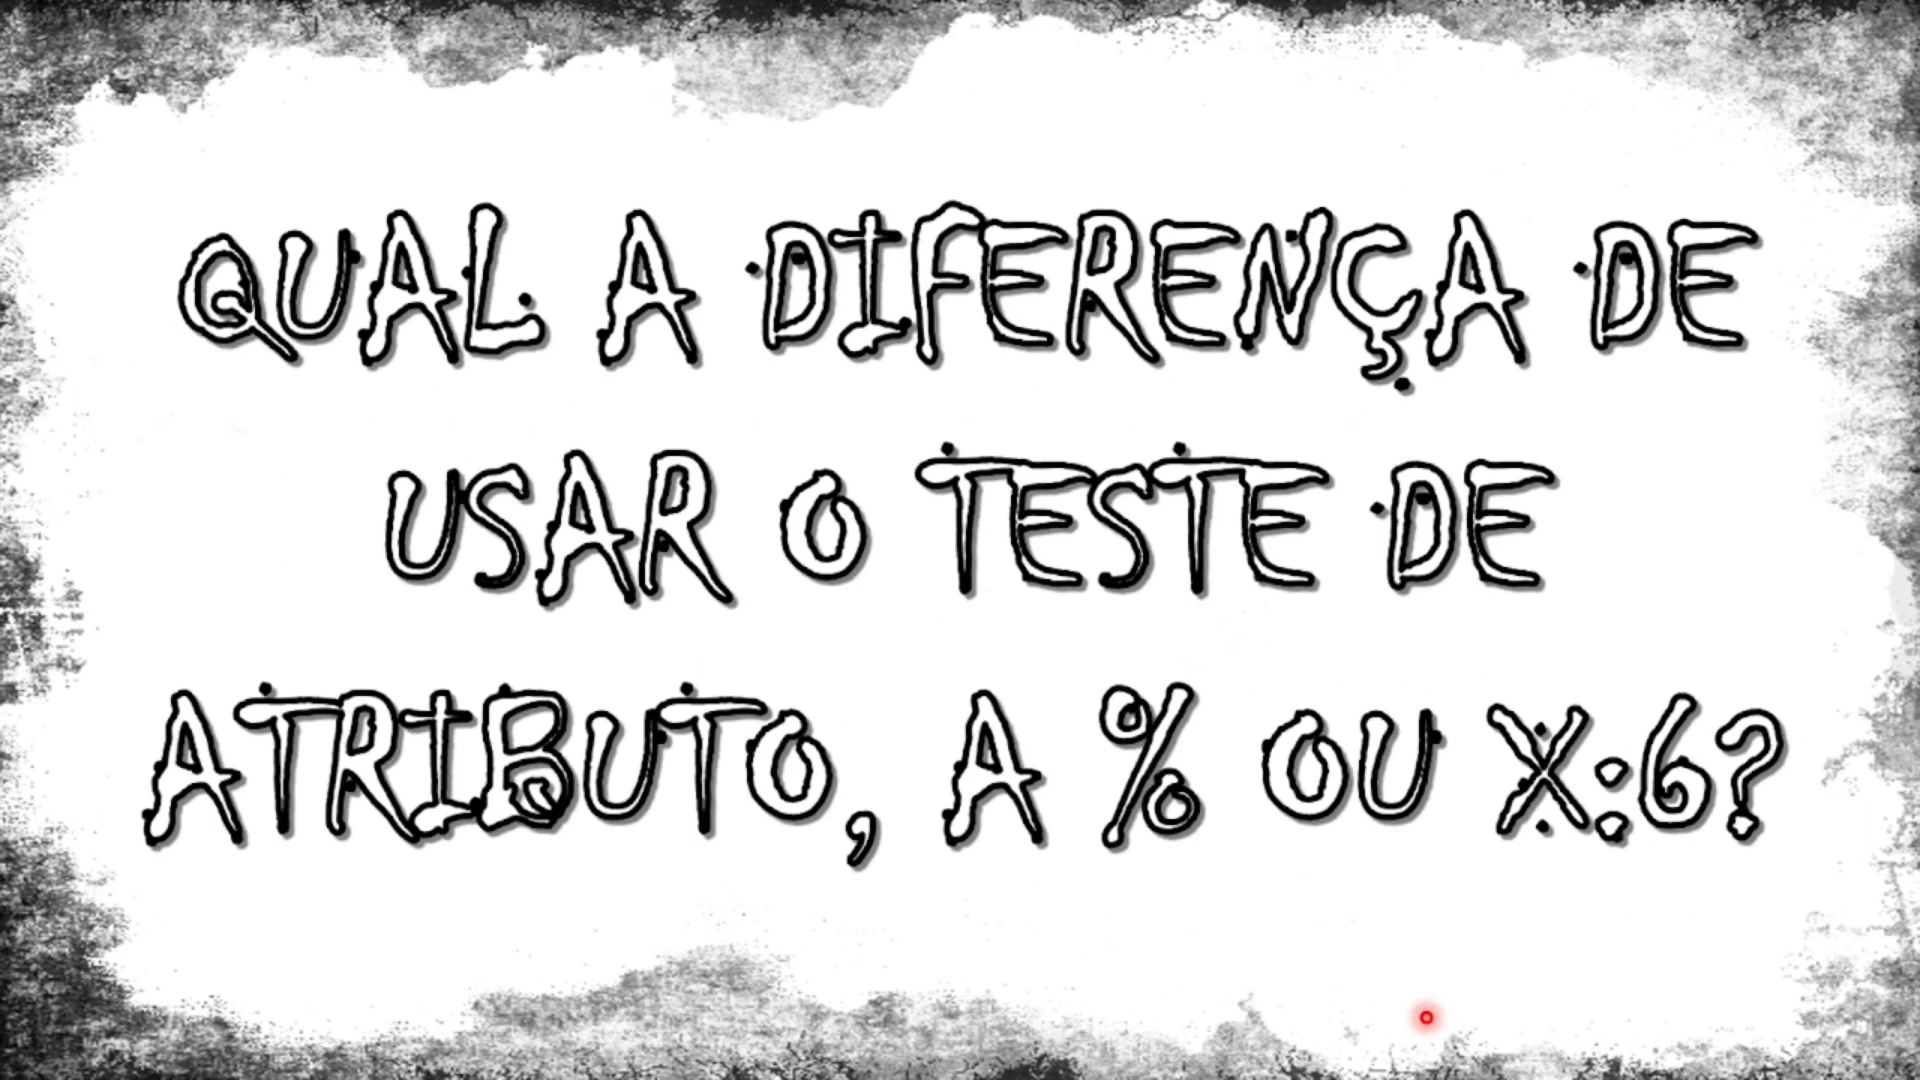 QUAL A DIFERENÇA DE
USAR O TESTE DE
ATRIBUTO, A % OU X:6?